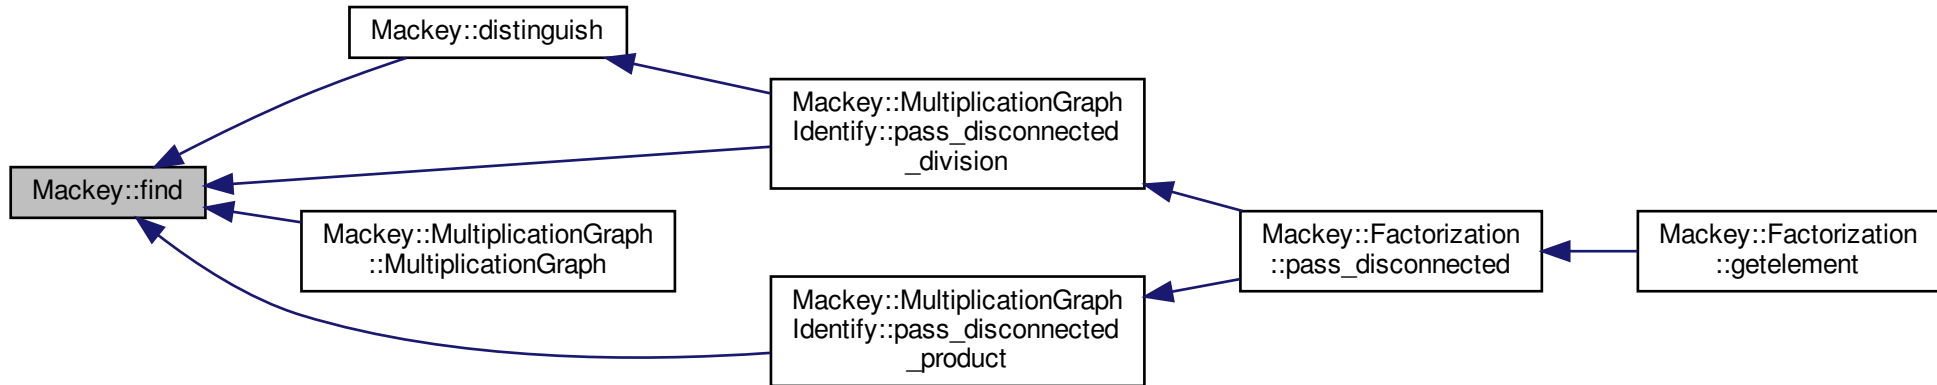 Mackey::find
Mackey::distinguish
Mackey::MultiplicationGraph
::MultiplicationGraph
Mackey::MultiplicationGraph
Identify::pass_disconnected
_division
Mackey::MultiplicationGraph
Identify::pass_disconnected
_product
Mackey::Factorization
::pass_disconnected
Mackey::Factorization
::getelement